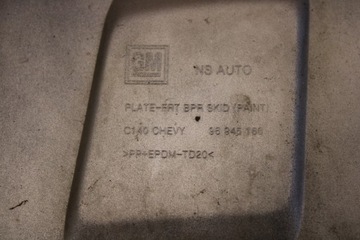 GM NS AUTO
PLATE-FRT BPR SKID (PAINT)
C140 CHEVY 96 945 166
>PP+EPDM-TD20<